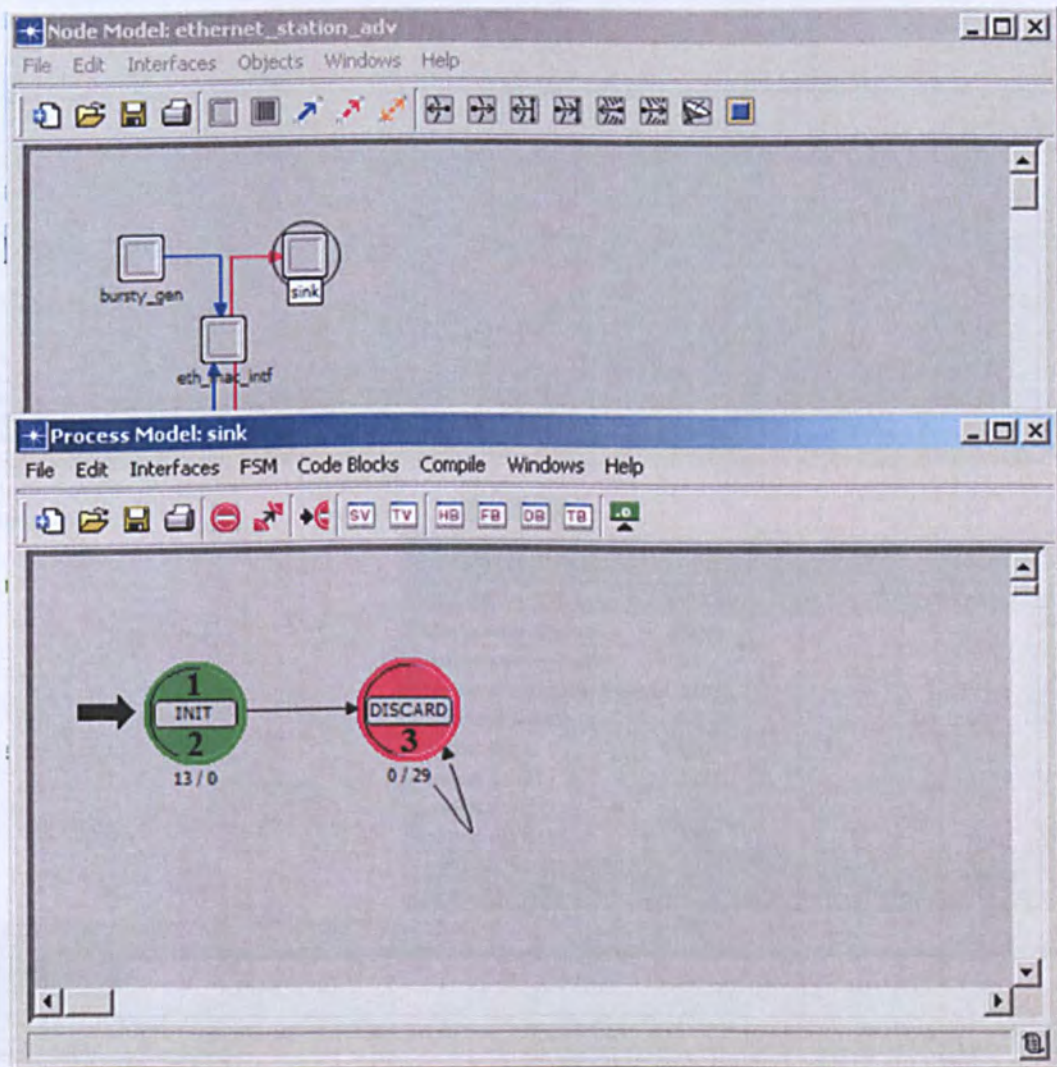 Node Model: ethernet_station_adv
File Edit Interfaces Objects Windows Help
bursty_gen
sink
eth_mac_intf
Process Model: sink
File Edit Interfaces FSM Code Blocks Compile Windows Help
SV TV HB FB DB TB .0
1
INIT
2
13 / 0
DISCARD
3
0 / 29